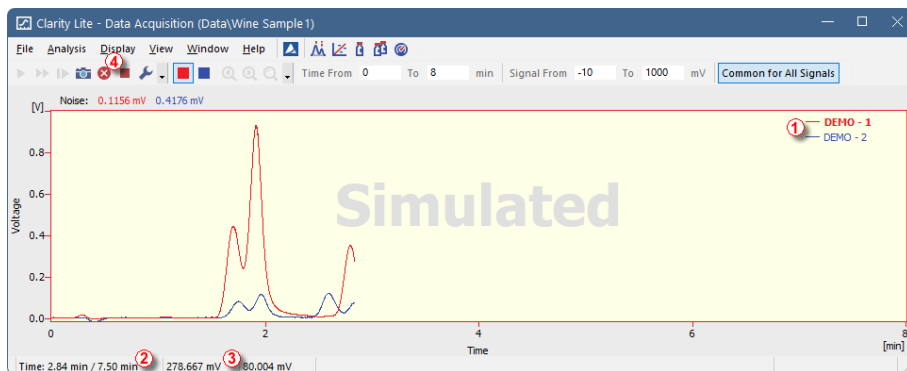 Clarity Lite - Data Acquisition (Data\Wine Sample1)
File Analysis Display View Window Help
4
Time From 0 To 8 min Signal From -10 To 1000 mV Common for All Signals
[V] Noise: 0.1156 mV 0.4176 mV
1 DEMO - 1
DEMO - 2
0.8
0.6
0.4
0.2
0.0
Voltage
Simulated
0 2 4 6 8
Time [min]
Time: 2.84 min / 7.50 min 2 278.667 mV 3 80.004 mV